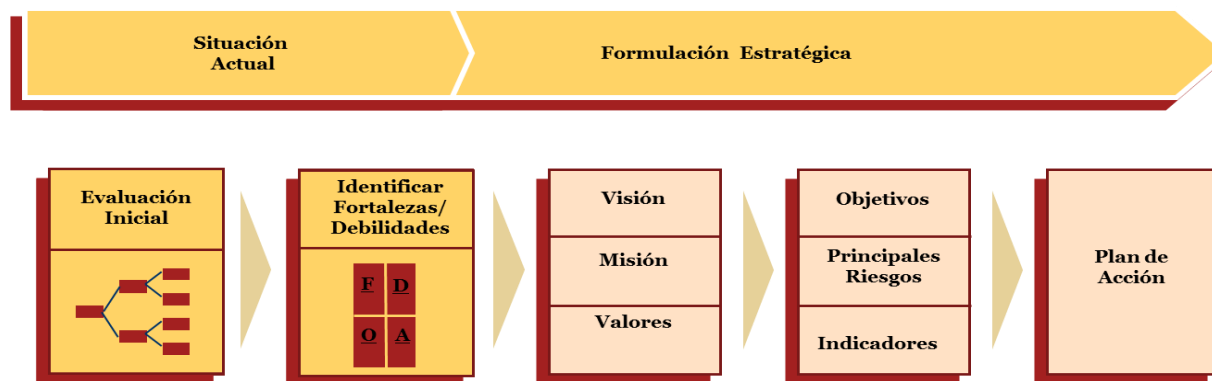 Situación
Actual
Formulación Estratégica
Evaluación
Inicial
Identificar
Fortalezas/
Debilidades
F D
O A
Visión
Misión
Valores
Objetivos
Principales
Riesgos
Indicadores
Plan de
Acción